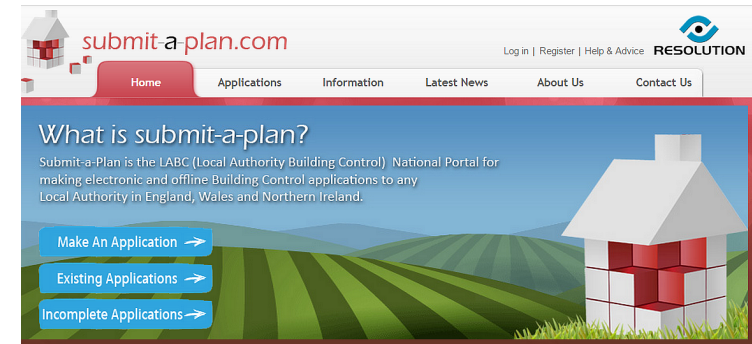 submit-a-plan.com
Log in | Register | Help & Advice
RESOLUTION
Home
Applications
Information
Latest News
About Us
Contact Us
What is submit-a-plan?
Submit-a-Plan is the LABC (Local Authority Building Control) National Portal for
making electronic and offline Building Control applications to any
Local Authority in England, Wales and Northern Ireland.
Make An Application
Existing Applications
Incomplete Applications